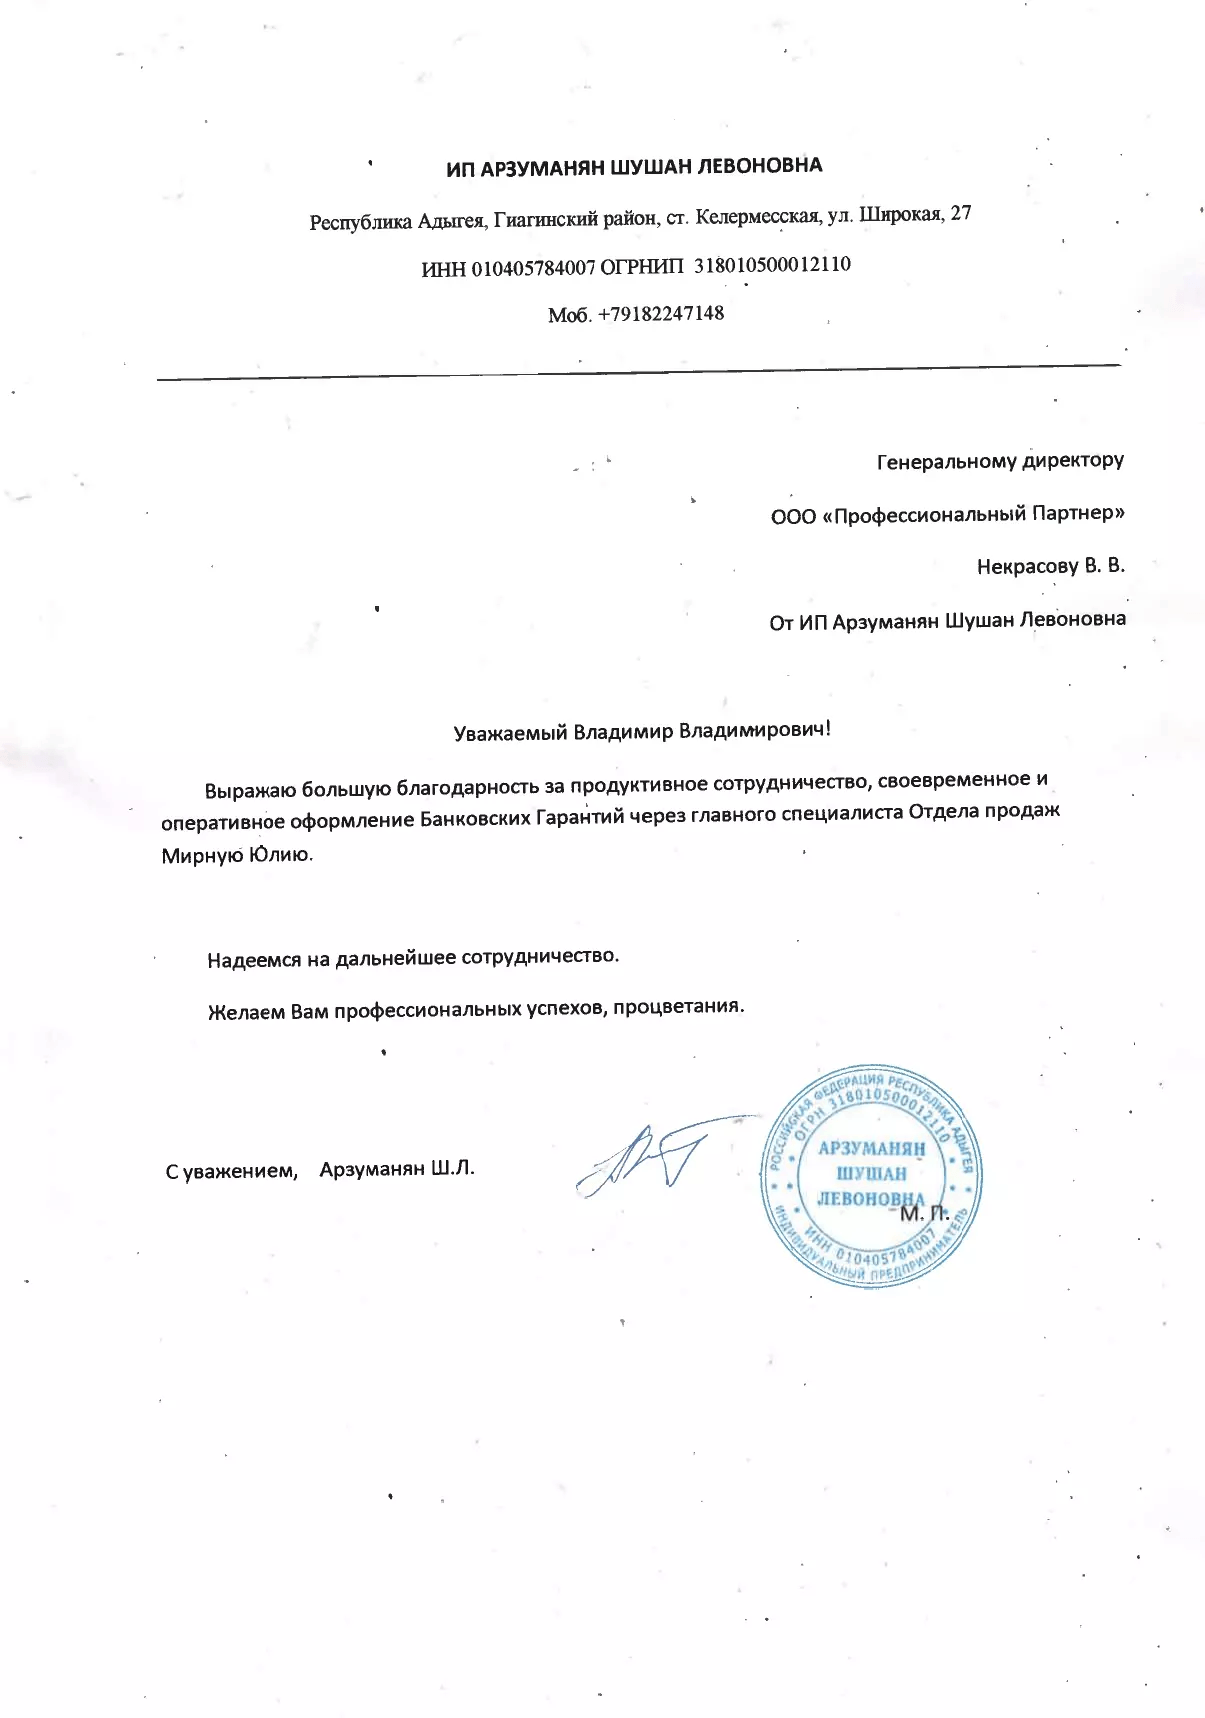 ИП АРЗУМАНЯН ШУШАН ЛЕВОНОВНА
Республика Адыгея, Гиагинский район, ст. Келермесская, ул. Широкая, 27
ИНН 010405784007 ОГРНИП 318010500012110
Моб. +79182247148
Генеральному директору
ООО «Профессиональный Партнер»
Некрасову В. В.
От ИП Арзуманян Шушан Левоновна
Уважаемый Владимир Владимирович!
Выражаю большую благодарность за продуктивное сотрудничество, своевременное и
оперативное оформление Банковских Гарантий через главного специалиста Отдела продаж
Мирную Юлию.
Надеемся на дальнейшее сотрудничество.
Желаем Вам профессиональных успехов, процветания.
С уважением, Арзуманян Ш.Л.
РОССИЙСКАЯ ФЕДЕРАЦИЯ РЕСПУБЛИКА АДЫГЕЯ
ОГРН 318010500012110
АРЗУМАНЯН
ШУШАН
ЛЕВОНОВНА
М. П.
ИНН 010405784007
ИНДИВИДУАЛЬНЫЙ ПРЕДПРИНИМАТЕЛЬ